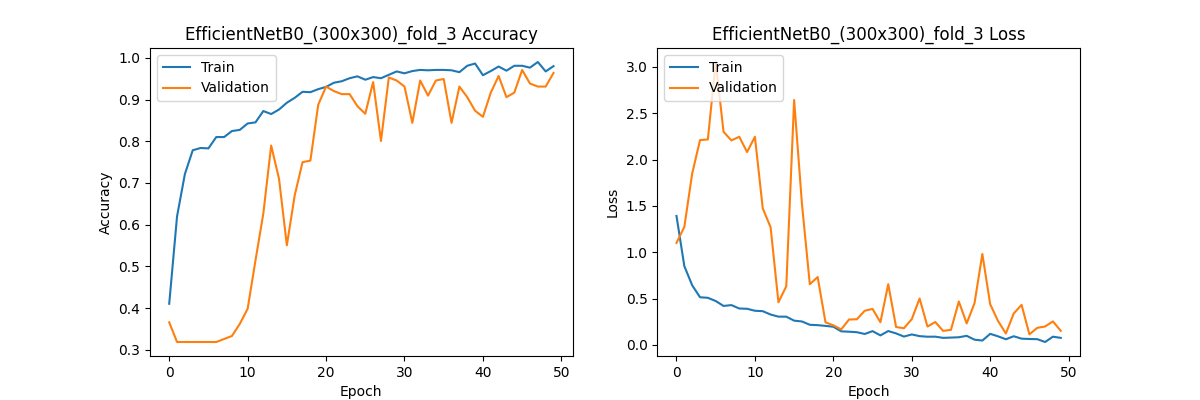 EfficientNetB0_(300x300)_fold_3 Accuracy
Train
Validation
1.0
0.9
0.8
0.7
0.6
0.5
0.4
0.3
Accuracy
0 10 20 30 40 50
Epoch
EfficientNetB0_(300x300)_fold_3 Loss
Train
Validation
3.0
2.5
2.0
1.5
1.0
0.5
0.0
Loss
0 10 20 30 40 50
Epoch